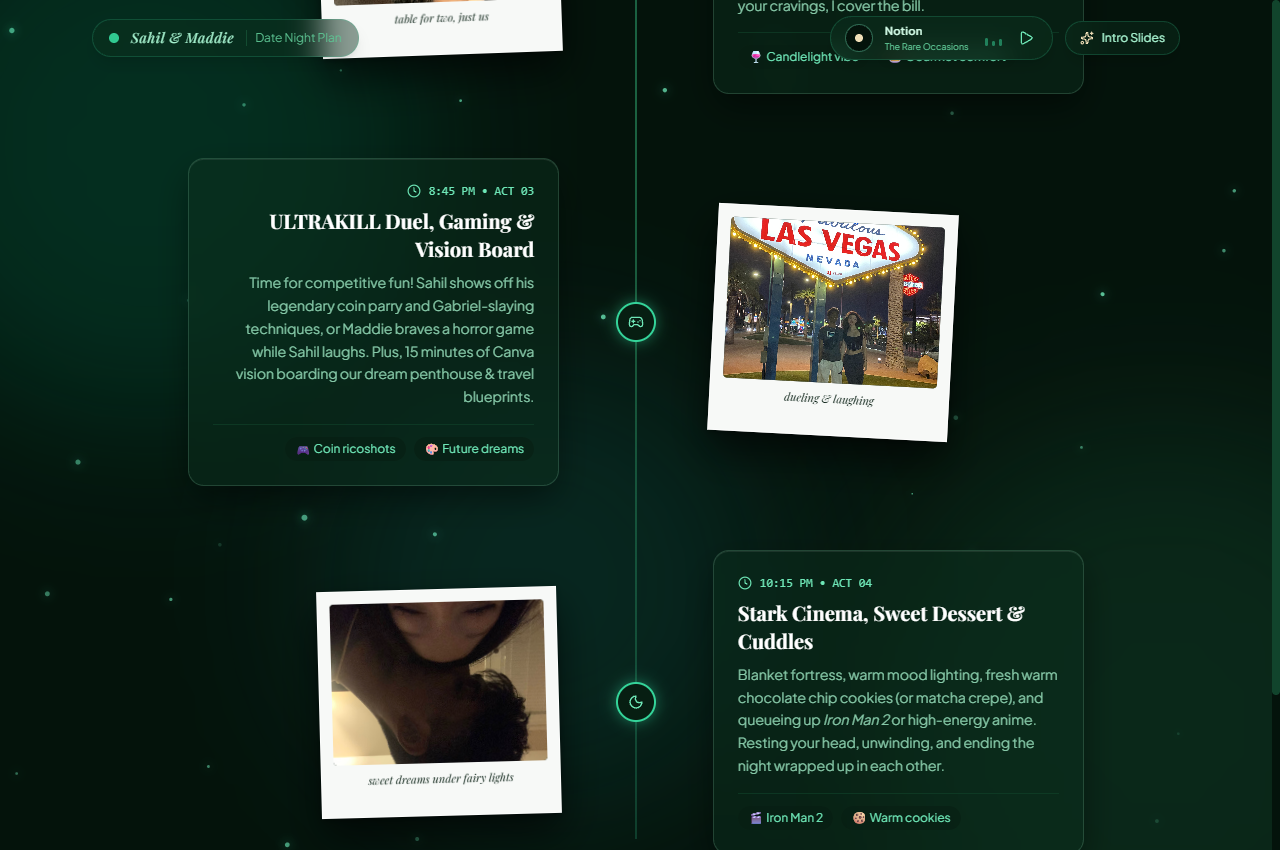 table for two, just us
your cravings, I cover the bill.
Sahil & Maddie
Date Night Plan
Notion
The Rare Occasions
Intro Slides
Candlelight vibe
8:45 PM • ACT 03
ULTRAKILL Duel, Gaming &
Vision Board
Time for competitive fun! Sahil shows off his
legendary coin parry and Gabriel-slaying
techniques, or Maddie braves a horror game
while Sahil laughs. Plus, 15 minutes of Canva
vision boarding our dream penthouse & travel
blueprints.
Coin ricoshots
Future dreams
fabulous
LAS VEGAS
NEVADA
dueling & laughing
10:15 PM • ACT 04
Stark Cinema, Sweet Dessert &
Cuddles
Blanket fortress, warm mood lighting, fresh warm
chocolate chip cookies (or matcha crepe), and
queueing up Iron Man 2 or high-energy anime.
Resting your head, unwinding, and ending the
night wrapped up in each other.
Iron Man 2
Warm cookies
sweet dreams under fairy lights